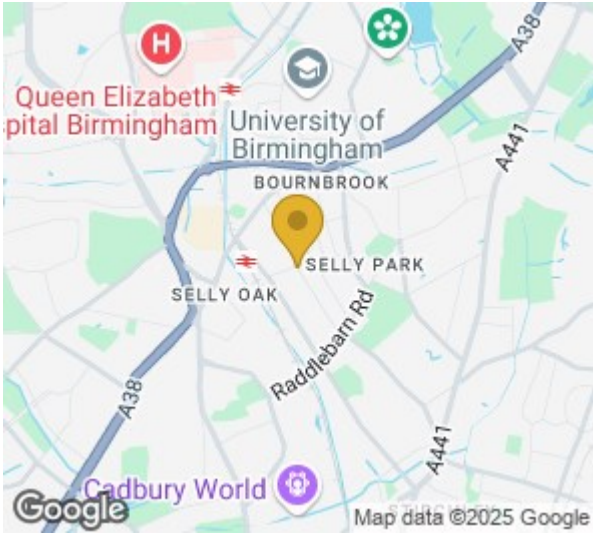 A38
H
Queen Elizabeth
spital Birmingham
University of
Birmingham
A441
BOURNBROOK
SELLY PARK
SELLY OAK
Raddlebarn Rd
A38
A441
Cadbury World
STIRCHLEY
Google
Map data ©2025 Google